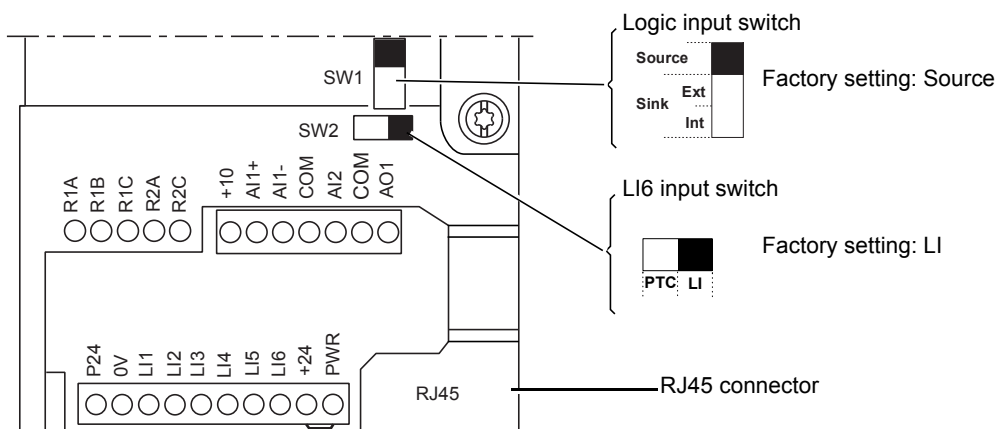 Logic input switch
Source
Sink
Ext
Int
Factory setting: Source
SW1
SW2
R1A
R1B
R1C
R2A
R2C
+10
AI1+
AI1-
COM
AI2
COM
AO1
LI6 input switch
PTC LI
Factory setting: LI
P24
0V
LI1
LI2
LI3
LI4
LI5
LI6
+24
PWR
RJ45
RJ45 connector